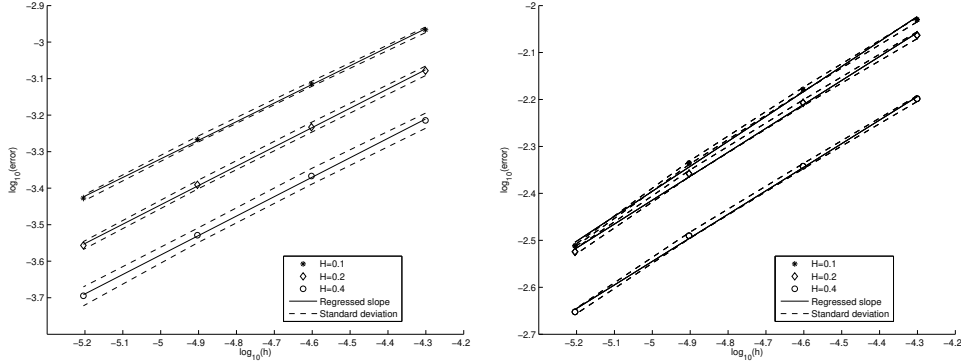 −2.9
−3
−3.1
−3.2
−3.3
−3.4
−3.5
−3.6
−3.7
log10(error)
−5.2
−5.1
−5
−4.9
−4.8
−4.7
−4.6
−4.5
−4.4
−4.3
−4.2
log10(h)
H=0.1
H=0.2
H=0.4
Regressed slope
Standard deviation
−2
−2.1
−2.2
−2.3
−2.4
−2.5
−2.6
−2.7
log10(error)
−5.2
−5.1
−5
−4.9
−4.8
−4.7
−4.6
−4.5
−4.4
−4.3
−4.2
log10(h)
H=0.1
H=0.2
H=0.4
Regressed slope
Standard deviation